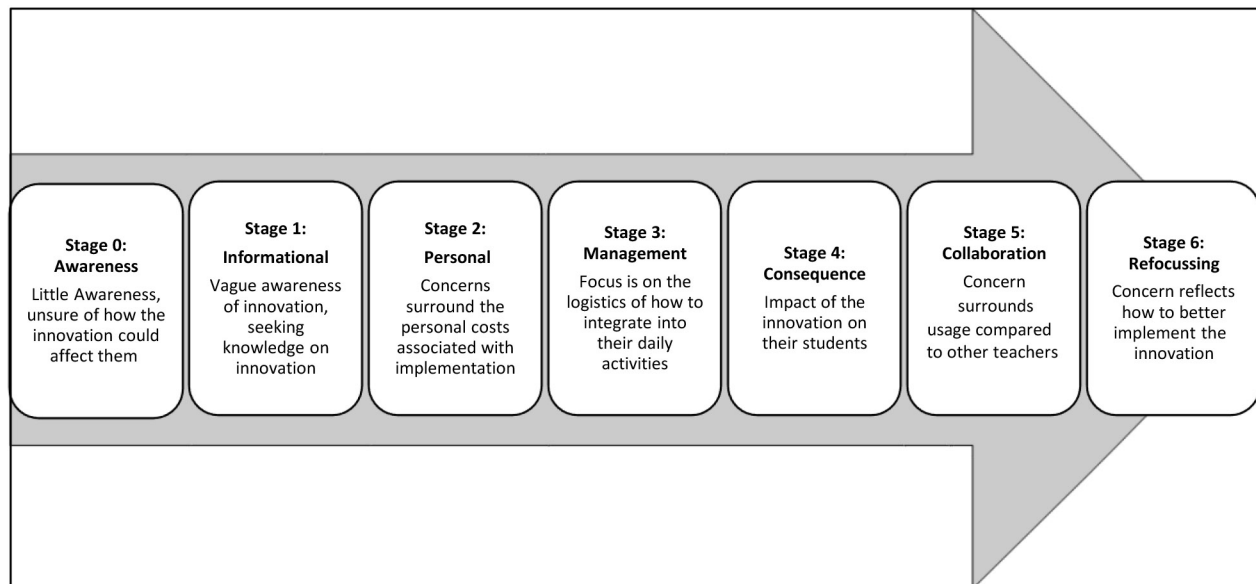 Stage 0:
Awareness
Little Awareness,
unsure of how the
innovation could
affect them
Stage 1:
Informational
Vague awareness
of innovation,
seeking
knowledge on
innovation
Stage 2:
Personal
Concerns
surround the
personal costs
associated with
implementation
Stage 3:
Management
Focus is on the
logistics of how to
integrate into
their daily
activities
Stage 4:
Consequence
Impact of the
innovation on
their students
Stage 5:
Collaboration
Concern
surrounds
usage compared
to other teachers
Stage 6:
Refocussing
Concern reflects
how to better
implement the
innovation